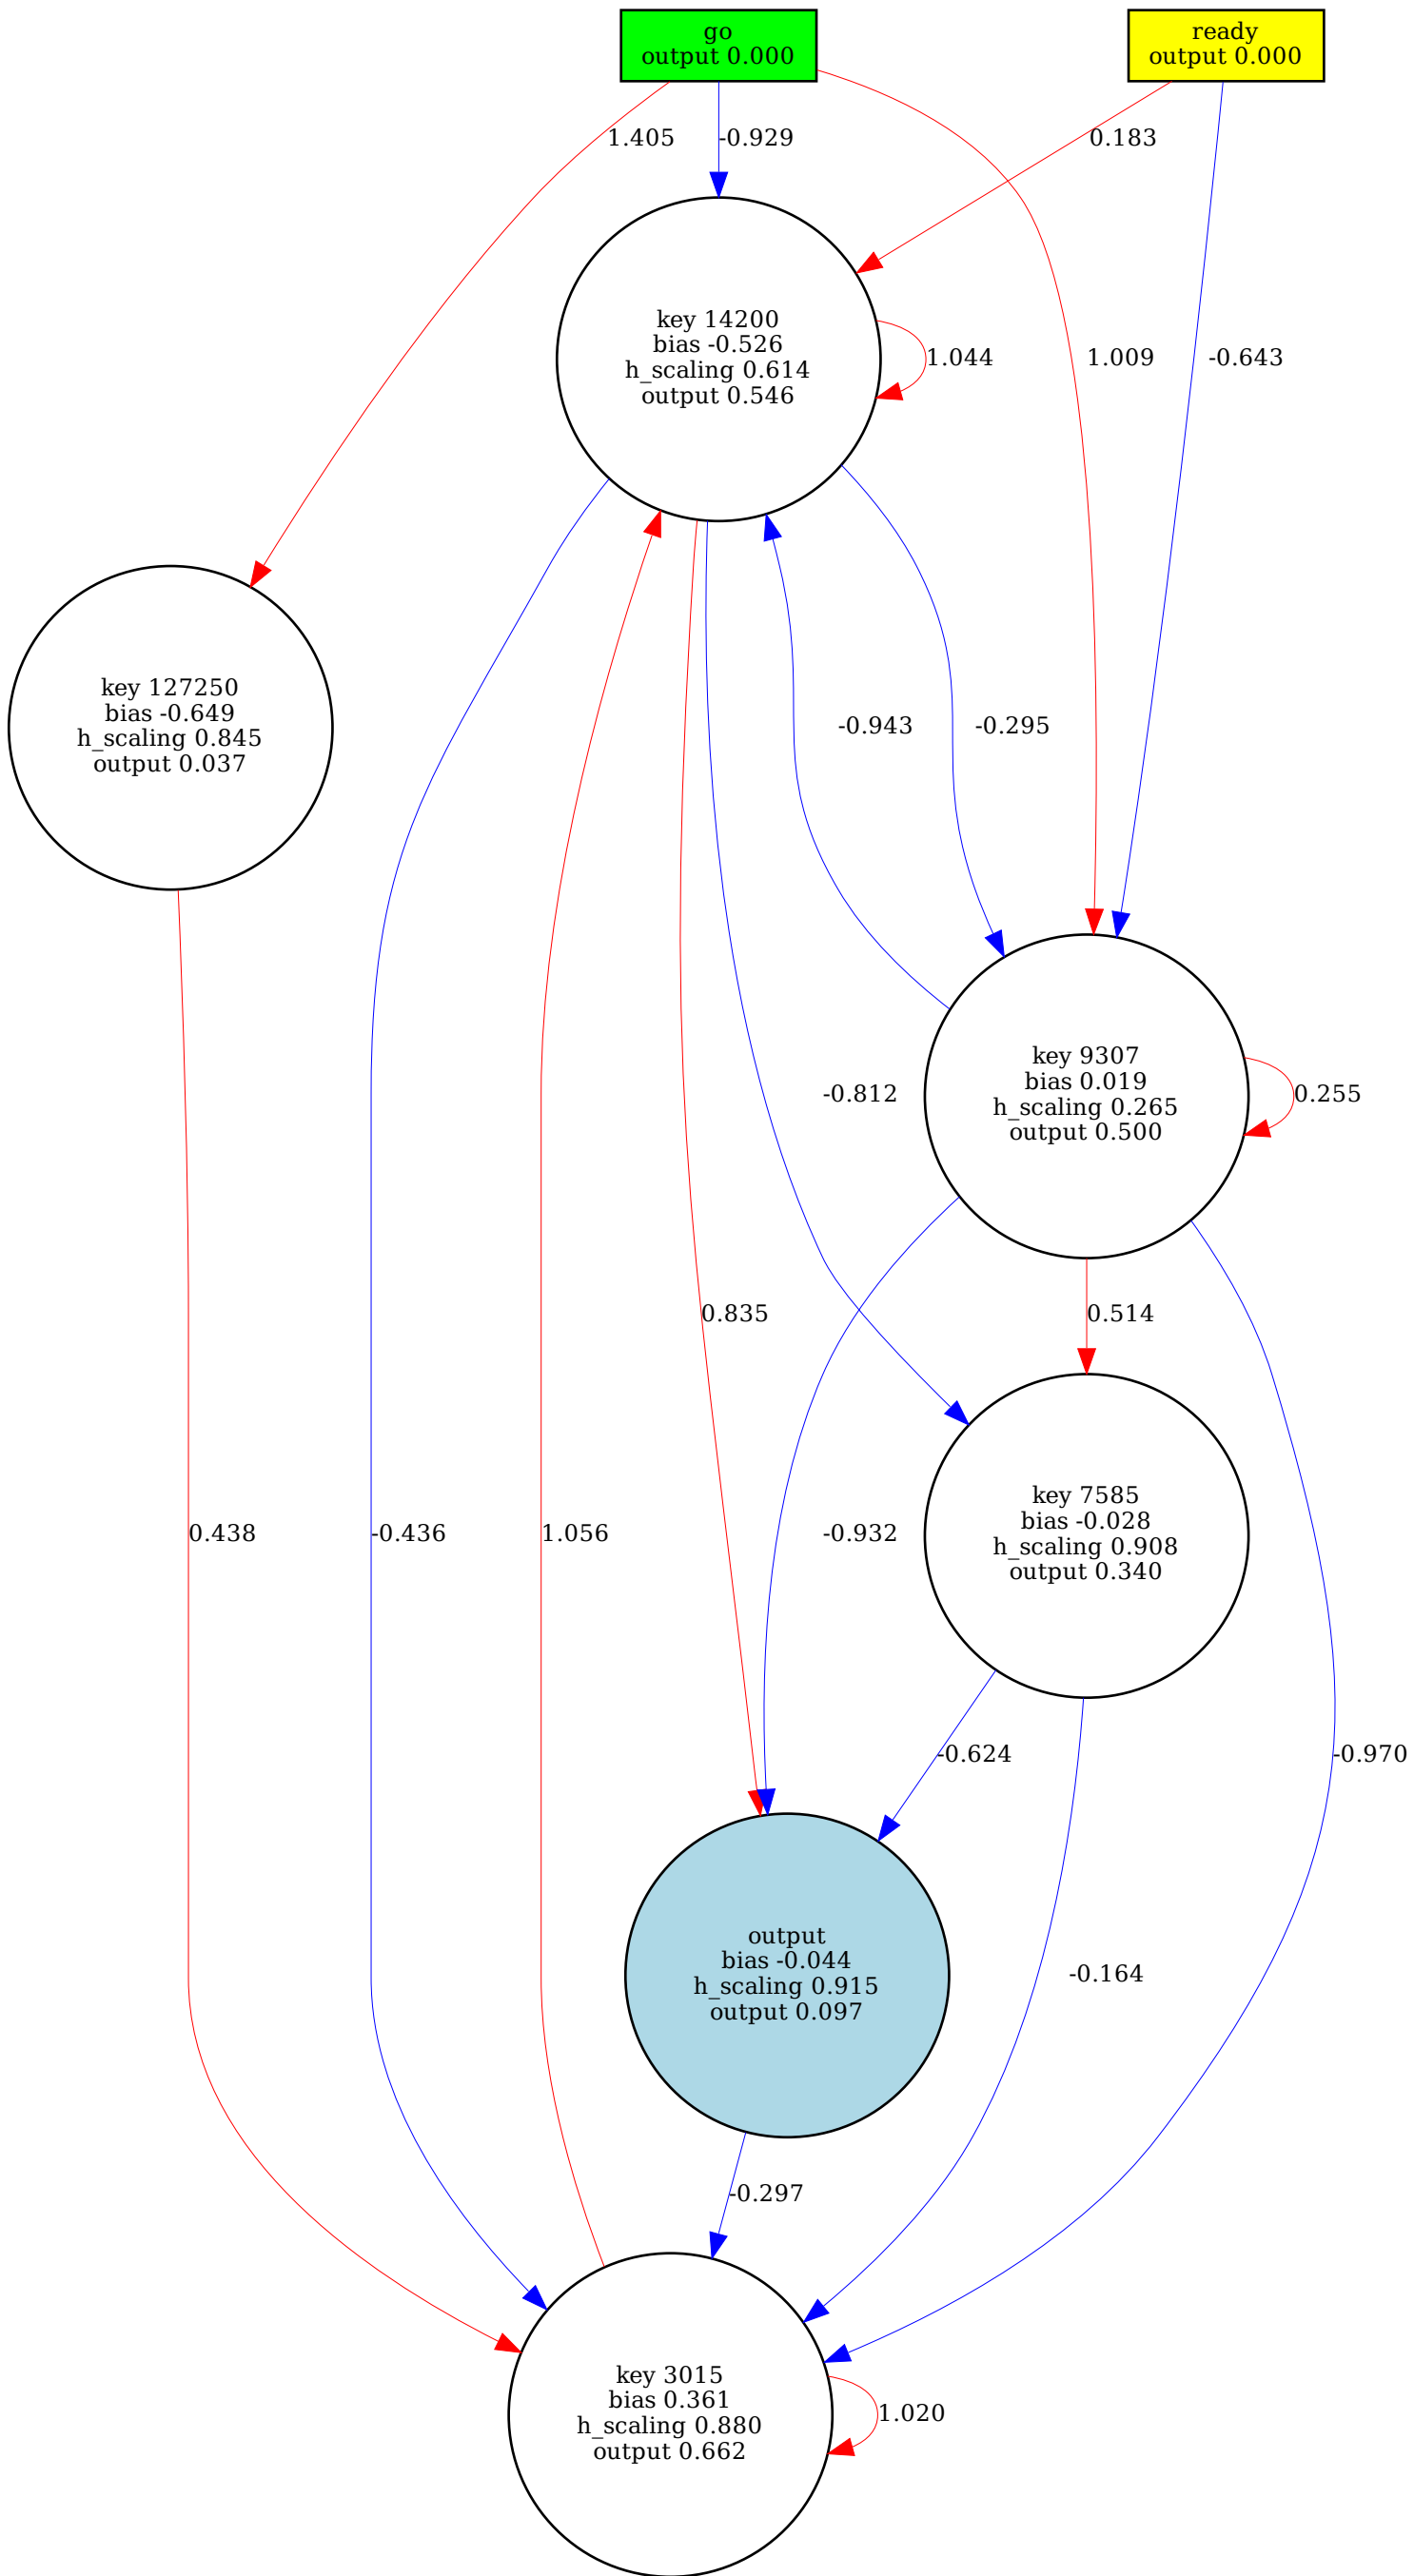 go
output 0.000
ready
output 0.000
1.405
-0.929
0.183
key 14200
bias -0.526
h_scaling 0.614
output 0.546
1.044
1.009
-0.643
key 127250
bias -0.649
h_scaling 0.845
output 0.037
-0.943
-0.295
key 9307
bias 0.019
h_scaling 0.265
output 0.500
-0.812
0.255
0.835
0.514
key 7585
bias -0.028
h_scaling 0.908
output 0.340
0.438
-0.436
1.056
-0.932
-0.624
-0.970
output
bias -0.044
h_scaling 0.915
output 0.097
-0.164
-0.297
key 3015
bias 0.361
h_scaling 0.880
output 0.662
1.020